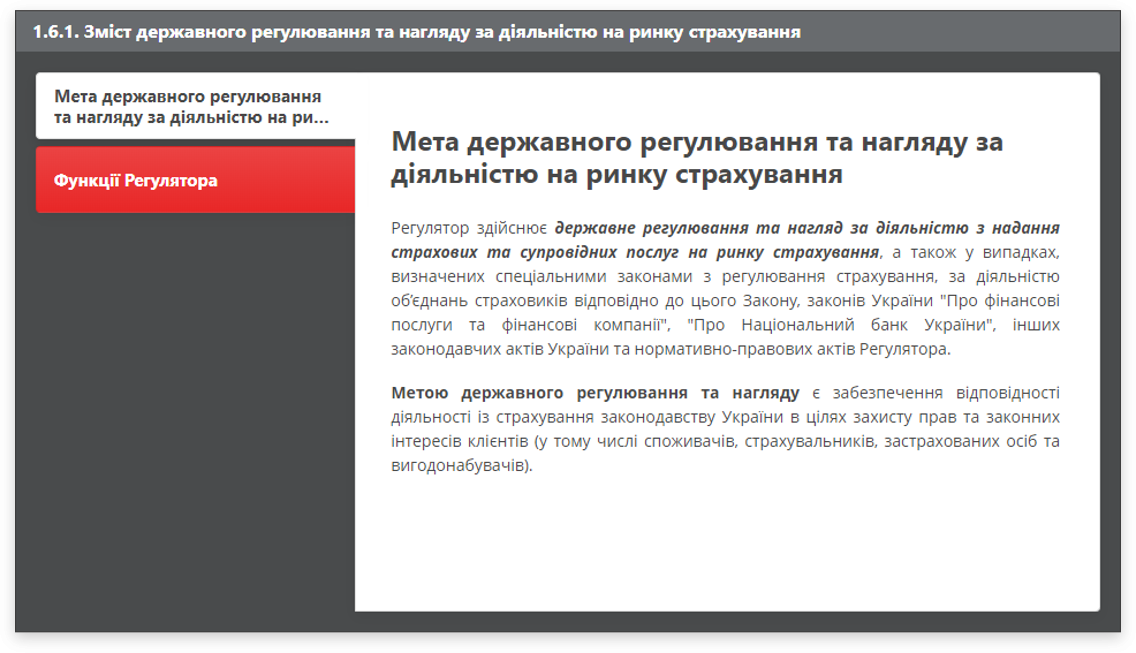 1.6.1. Зміст державного регулювання та нагляду за діяльністю на ринку страхування
Мета державного регулювання
та нагляду за діяльністю на ри...
Функції Регулятора
Мета державного регулювання та нагляду за
діяльністю на ринку страхування
Регулятор здійснює державне регулювання та нагляд за діяльністю з надання
страхових та супровідних послуг на ринку страхування, а також у випадках,
визначених спеціальними законами з регулювання страхування, за діяльністю
об’єднань страховиків відповідно до цього Закону, законів України "Про фінансові
послуги та фінансові компанії", "Про Національний банк України", інших
законодавчих актів України та нормативно-правових актів Регулятора.
Метою державного регулювання та нагляду є забезпечення відповідності
діяльності із страхування законодавству України в цілях захисту прав та законних
інтересів клієнтів (у тому числі споживачів, страхувальників, застрахованих осіб та
вигодонабувачів).